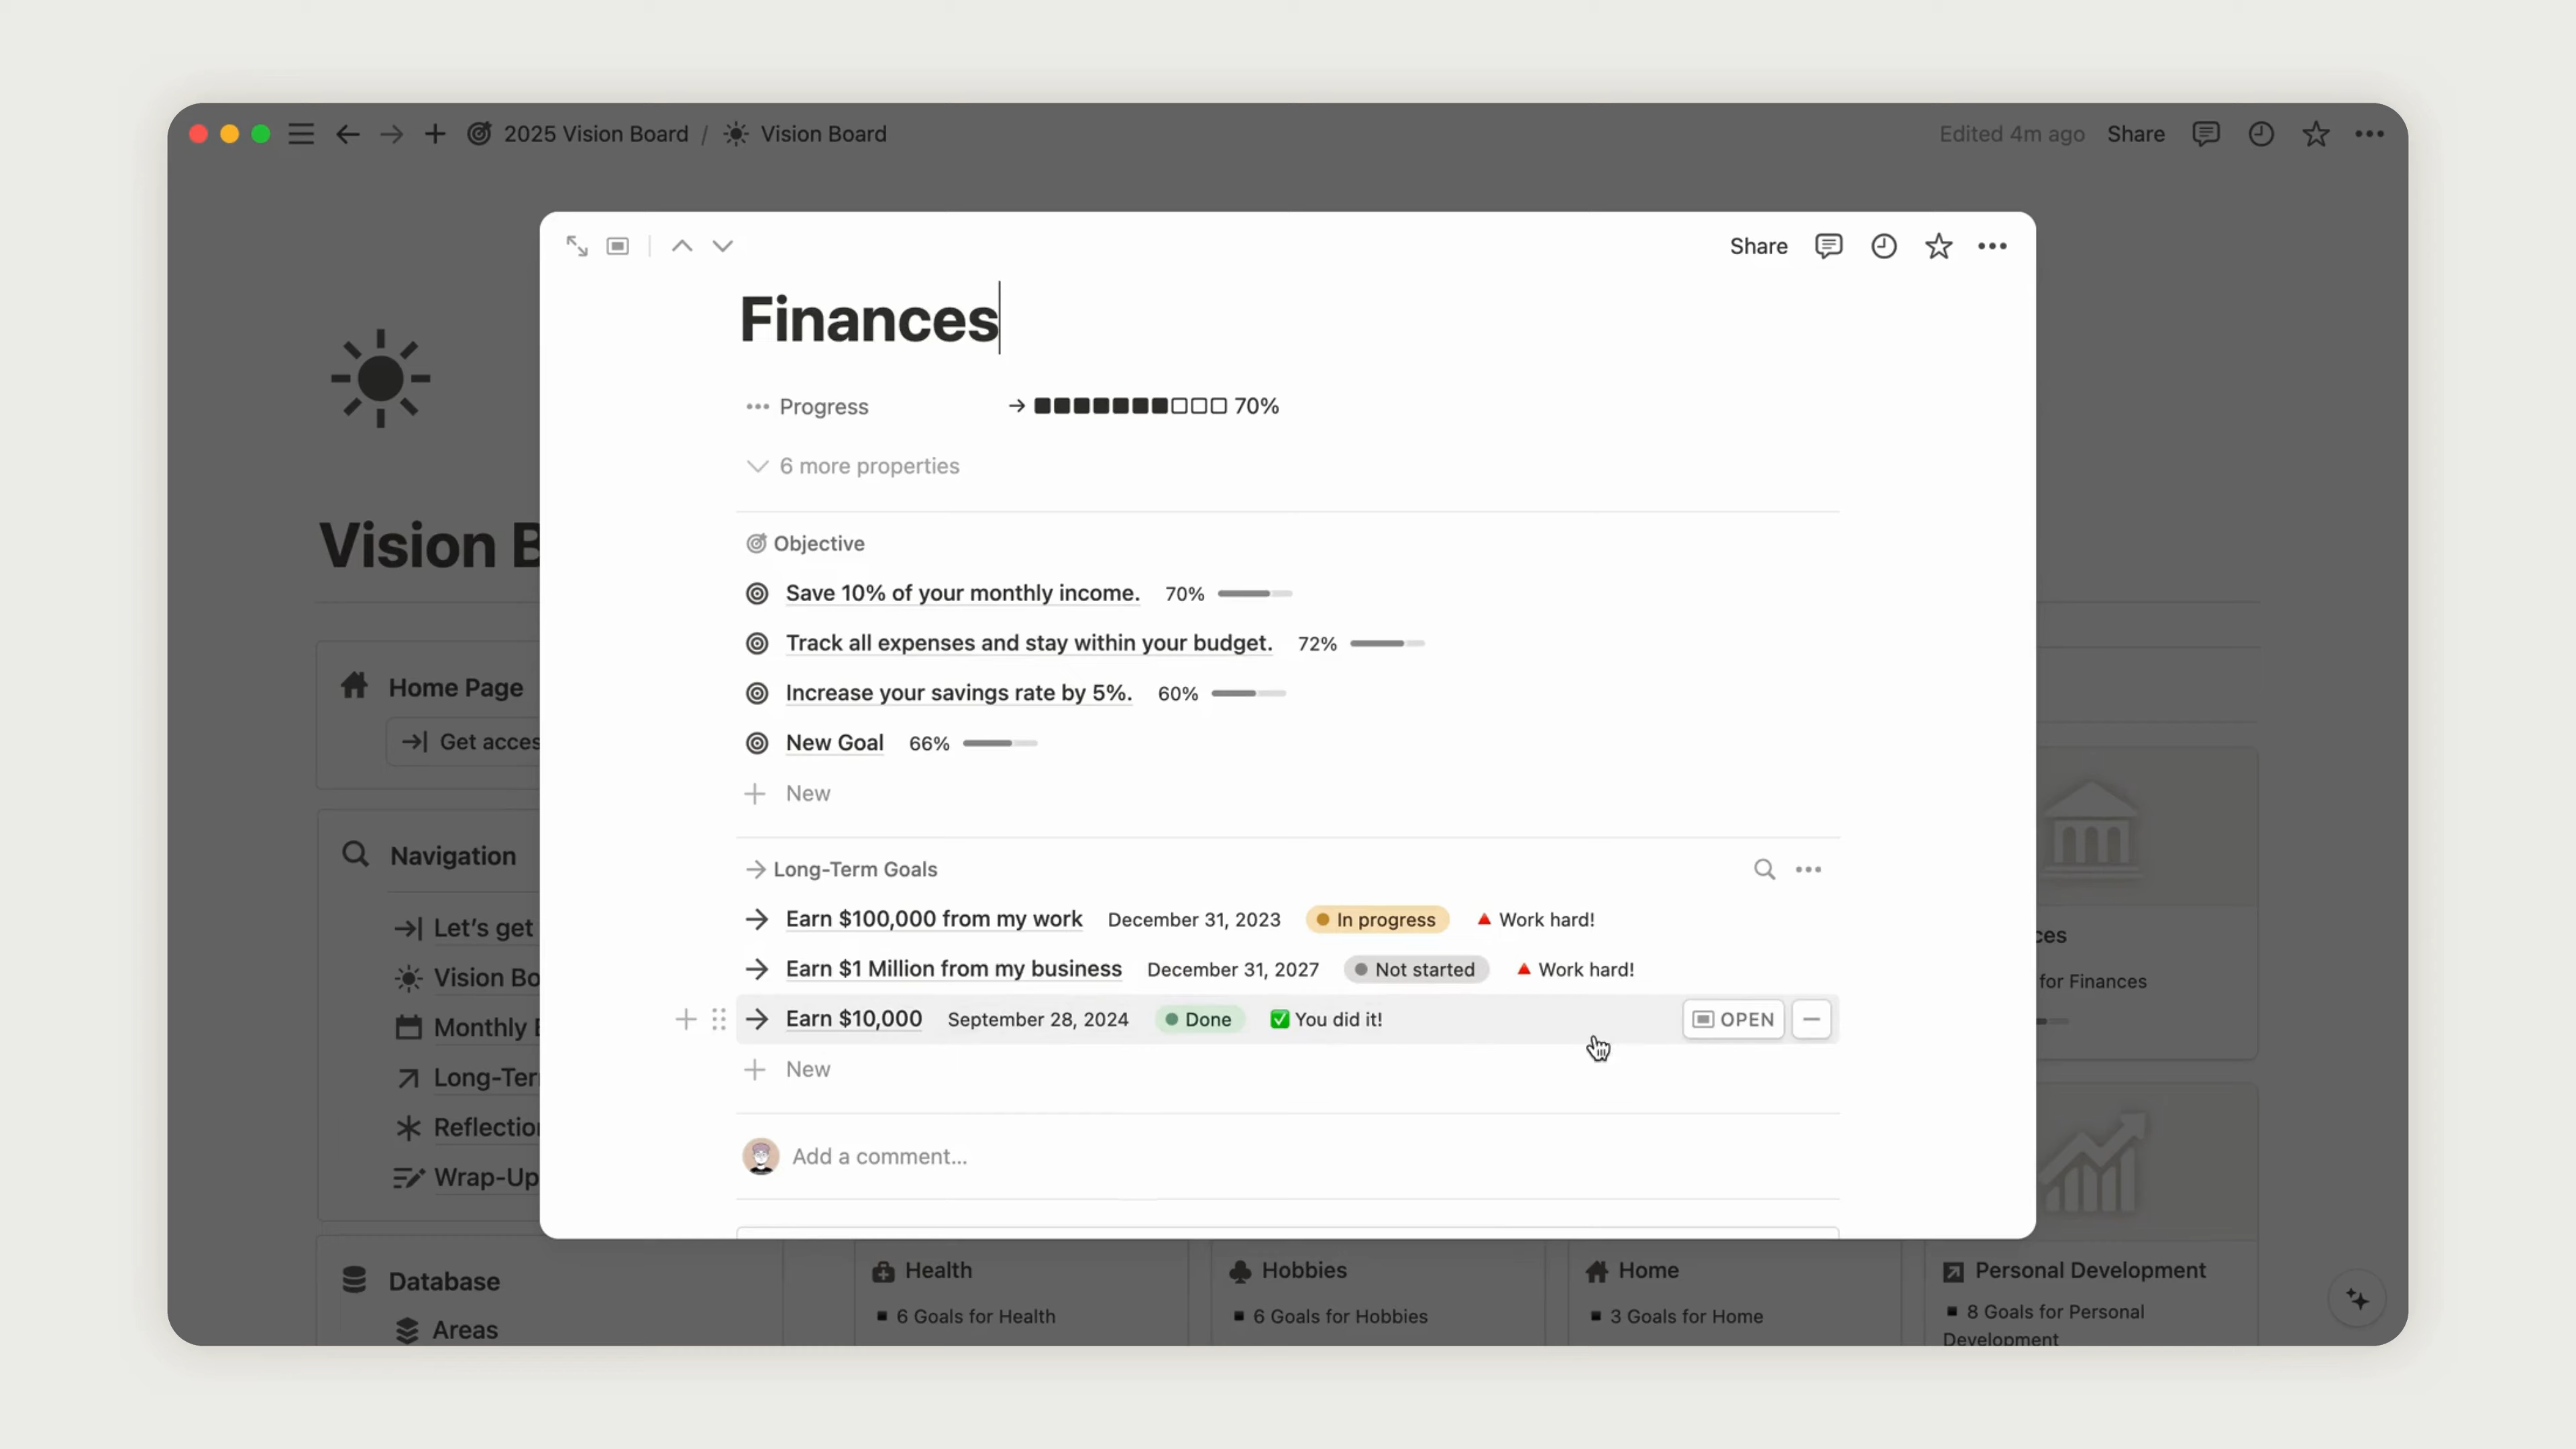 2025 Vision Board / Vision Board
Edited 4m ago Share
Share
Finances
Progress 70%
6 more properties
Objective
Save 10% of your monthly income. 70%
Track all expenses and stay within your budget. 72%
Increase your savings rate by 5%. 60%
New Goal 66%
New
Long-Term Goals
Earn $100,000 from my work December 31, 2023 In progress 🔺 Work hard!
Earn $1 Million from my business December 31, 2027 Not started 🔺 Work hard!
Earn $10,000 September 28, 2024 Done ✅ You did it! OPEN
New
Add a comment...
Vision B
Home Page
Get acces
Navigation
Let's get
Vision Bo
Monthly
Long-Ter
Reflectio
Wrap-Up
Database
Areas
ces
for Finances
Health
6 Goals for Health
Hobbies
6 Goals for Hobbies
Home
3 Goals for Home
Personal Development
8 Goals for Personal
Development